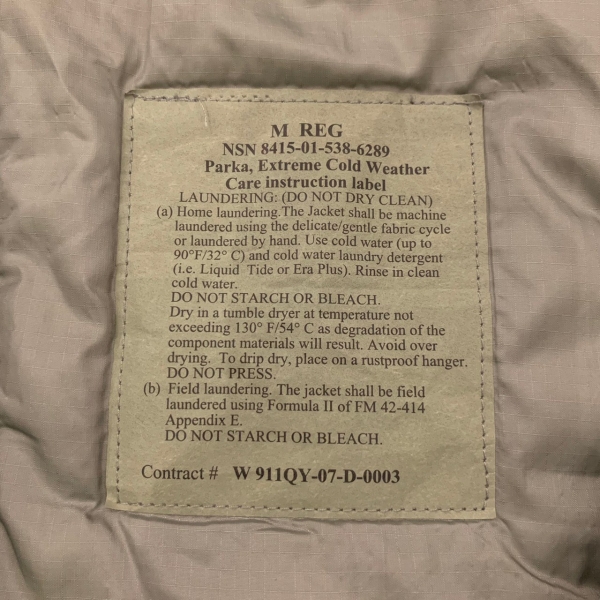 M REG
NSN 8415-01-538-6289
Parka, Extreme Cold Weather
Care instruction label
LAUNDERING: (DO NOT DRY CLEAN)
(a) Home laundering.The Jacket shall be machine
laundered using the delicate/gentle fabric cycle
or laundered by hand. Use cold water (up to
90°F/32° C) and cold water laundry detergent
(i.e. Liquid Tide or Era Plus). Rinse in clean
cold water.
DO NOT STARCH OR BLEACH.
Dry in a tumble dryer at temperature not
exceeding 130° F/54° C as degradation of the
component materials will result. Avoid over
drying. To drip dry, place on a rustproof hanger.
DO NOT PRESS.
(b) Field laundering. The jacket shall be field
laundered using Formula II of FM 42-414
Appendix E.
DO NOT STARCH OR BLEACH.
Contract # W 911QY-07-D-0003